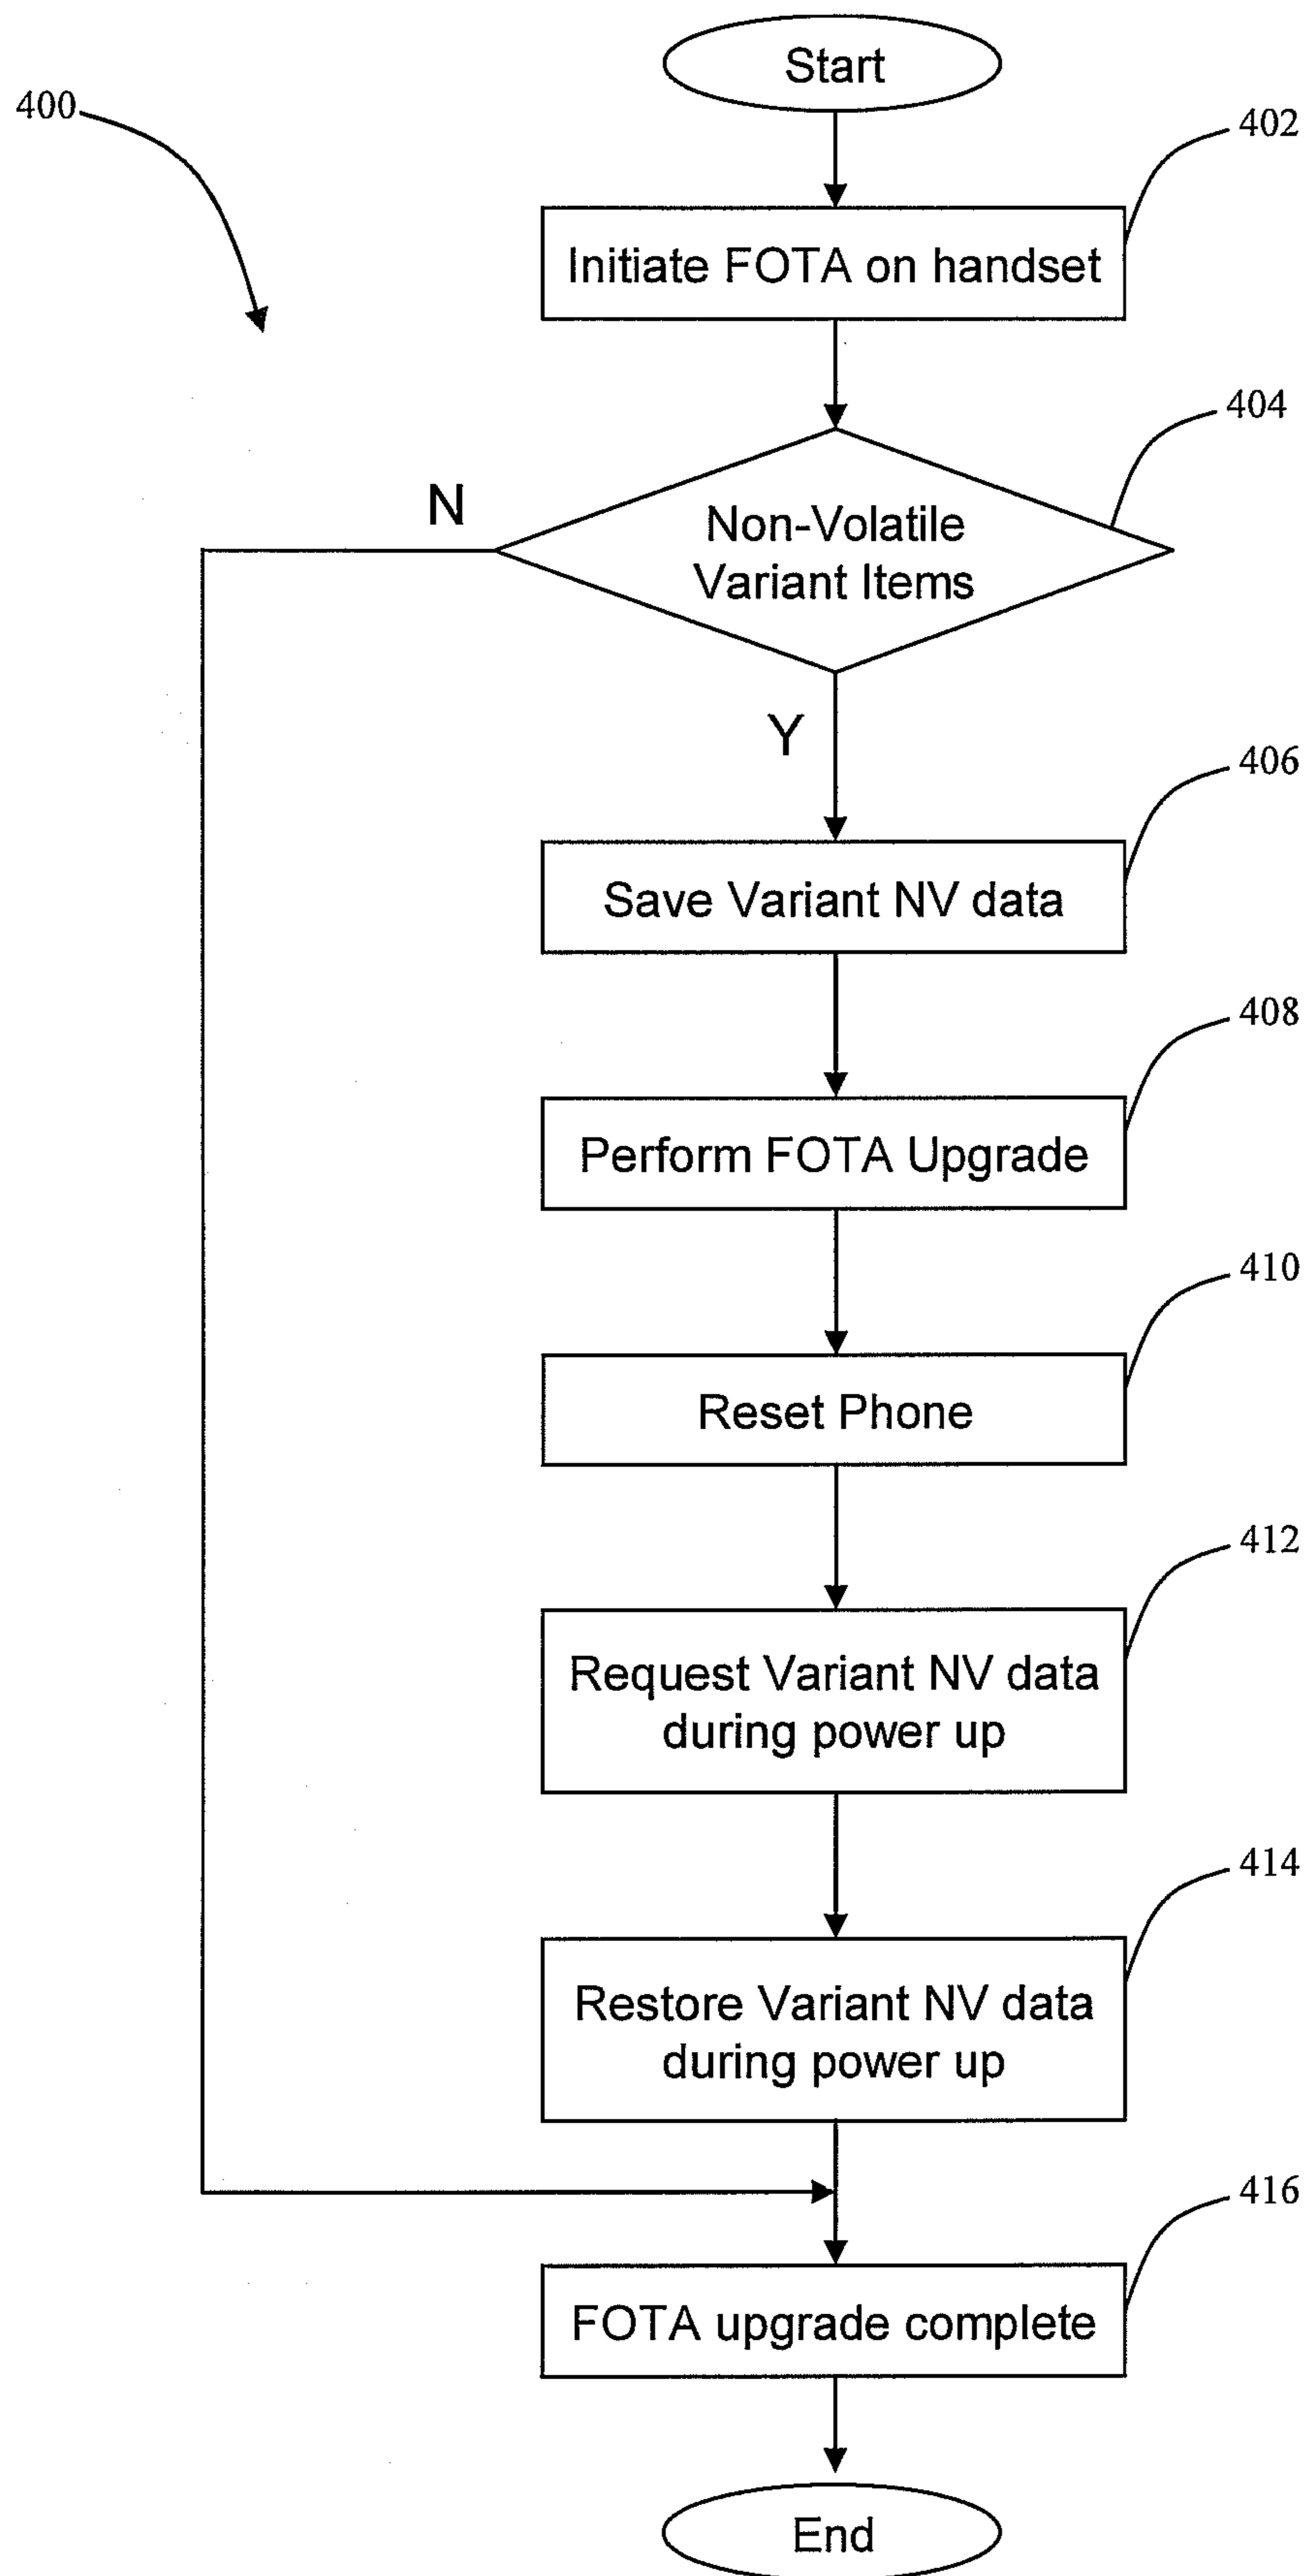 Start
400
402
Initiate FOTA on handset
404
N
Non-Volatile
Variant Items
Y
406
Save Variant NV data
408
Perform FOTA Upgrade
410
Reset Phone
412
Request Variant NV data
during power up
414
Restore Variant NV data
during power up
416
FOTA upgrade complete
End